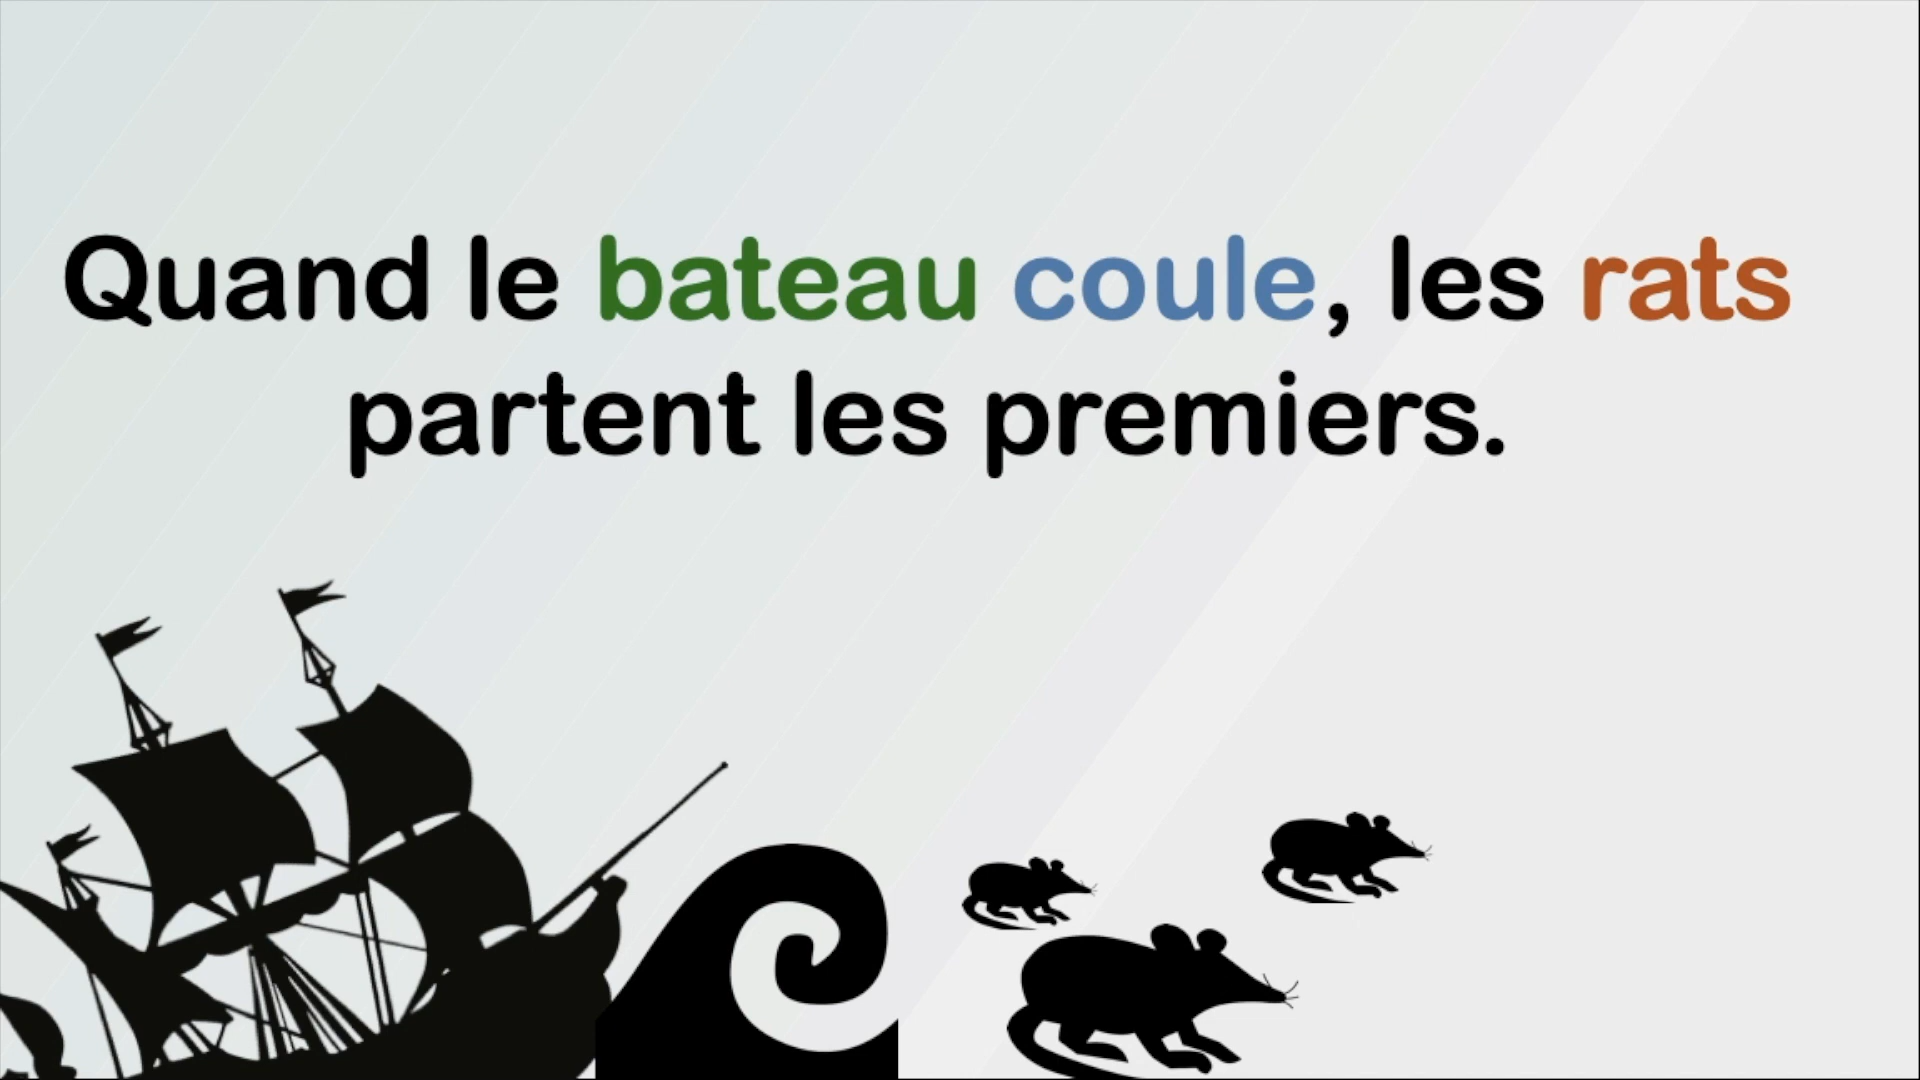 Quand le bateau coule, les rats
partent les premiers.